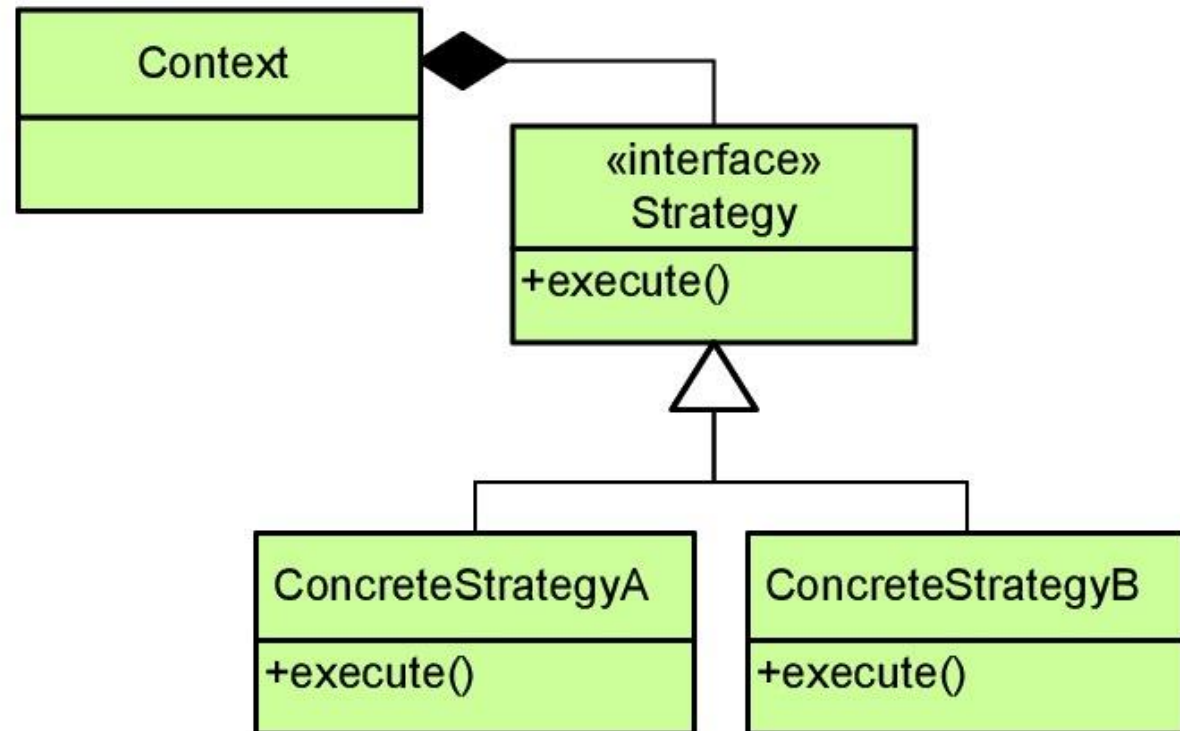 Context
«interface»
Strategy
+execute()
ConcreteStrategyA
+execute()
ConcreteStrategyB
+execute()